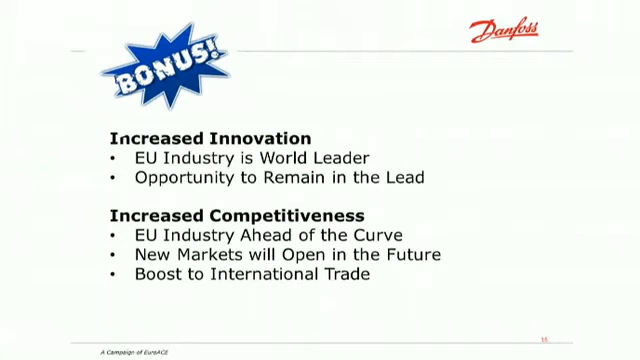 Danfoss
BONUS!
Increased Innovation
• EU Industry is World Leader
• Opportunity to Remain in the Lead
Increased Competitiveness
• EU Industry Ahead of the Curve
• New Markets will Open in the Future
• Boost to International Trade
A Campaign of EuroACE